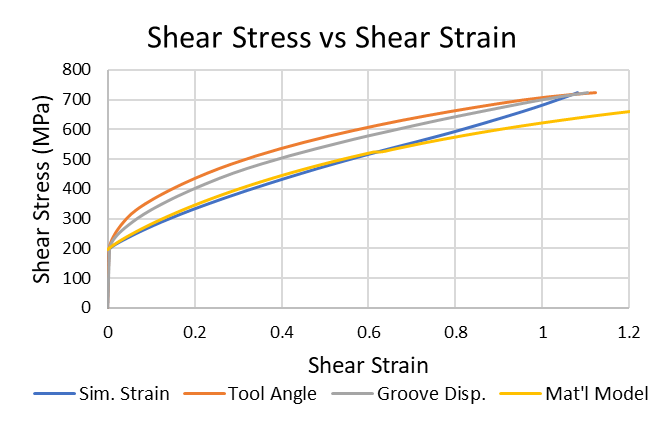 Shear Stress vs Shear Strain
800
700
600
500
400
300
200
100
0
Shear Stress (MPa)
0 0.2 0.4 0.6 0.8 1 1.2
Shear Strain
Sim. Strain Tool Angle Groove Disp. Mat'l Model